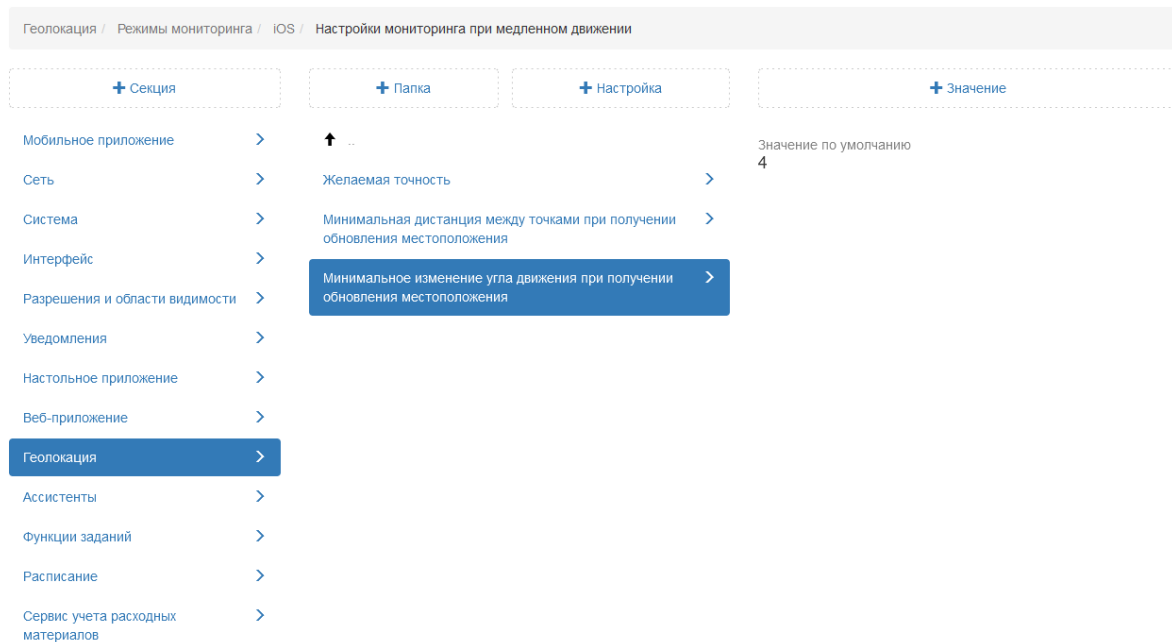 Геолокация / Режимы мониторинга / iOS / Настройки мониторинга при медленном движении
+ Секция
+ Папка
+ Настройка
+ Значение
Мобильное приложение
Сеть
Система
Интерфейс
Разрешения и области видимости
Уведомления
Настольное приложение
Веб-приложение
Геолокация
Ассистенты
Функции заданий
Расписание
Сервис учета расходных
материалов
..
Желаемая точность
Минимальная дистанция между точками при получении
обновления местоположения
Минимальное изменение угла движения при получении
обновления местоположения
Значение по умолчанию
4